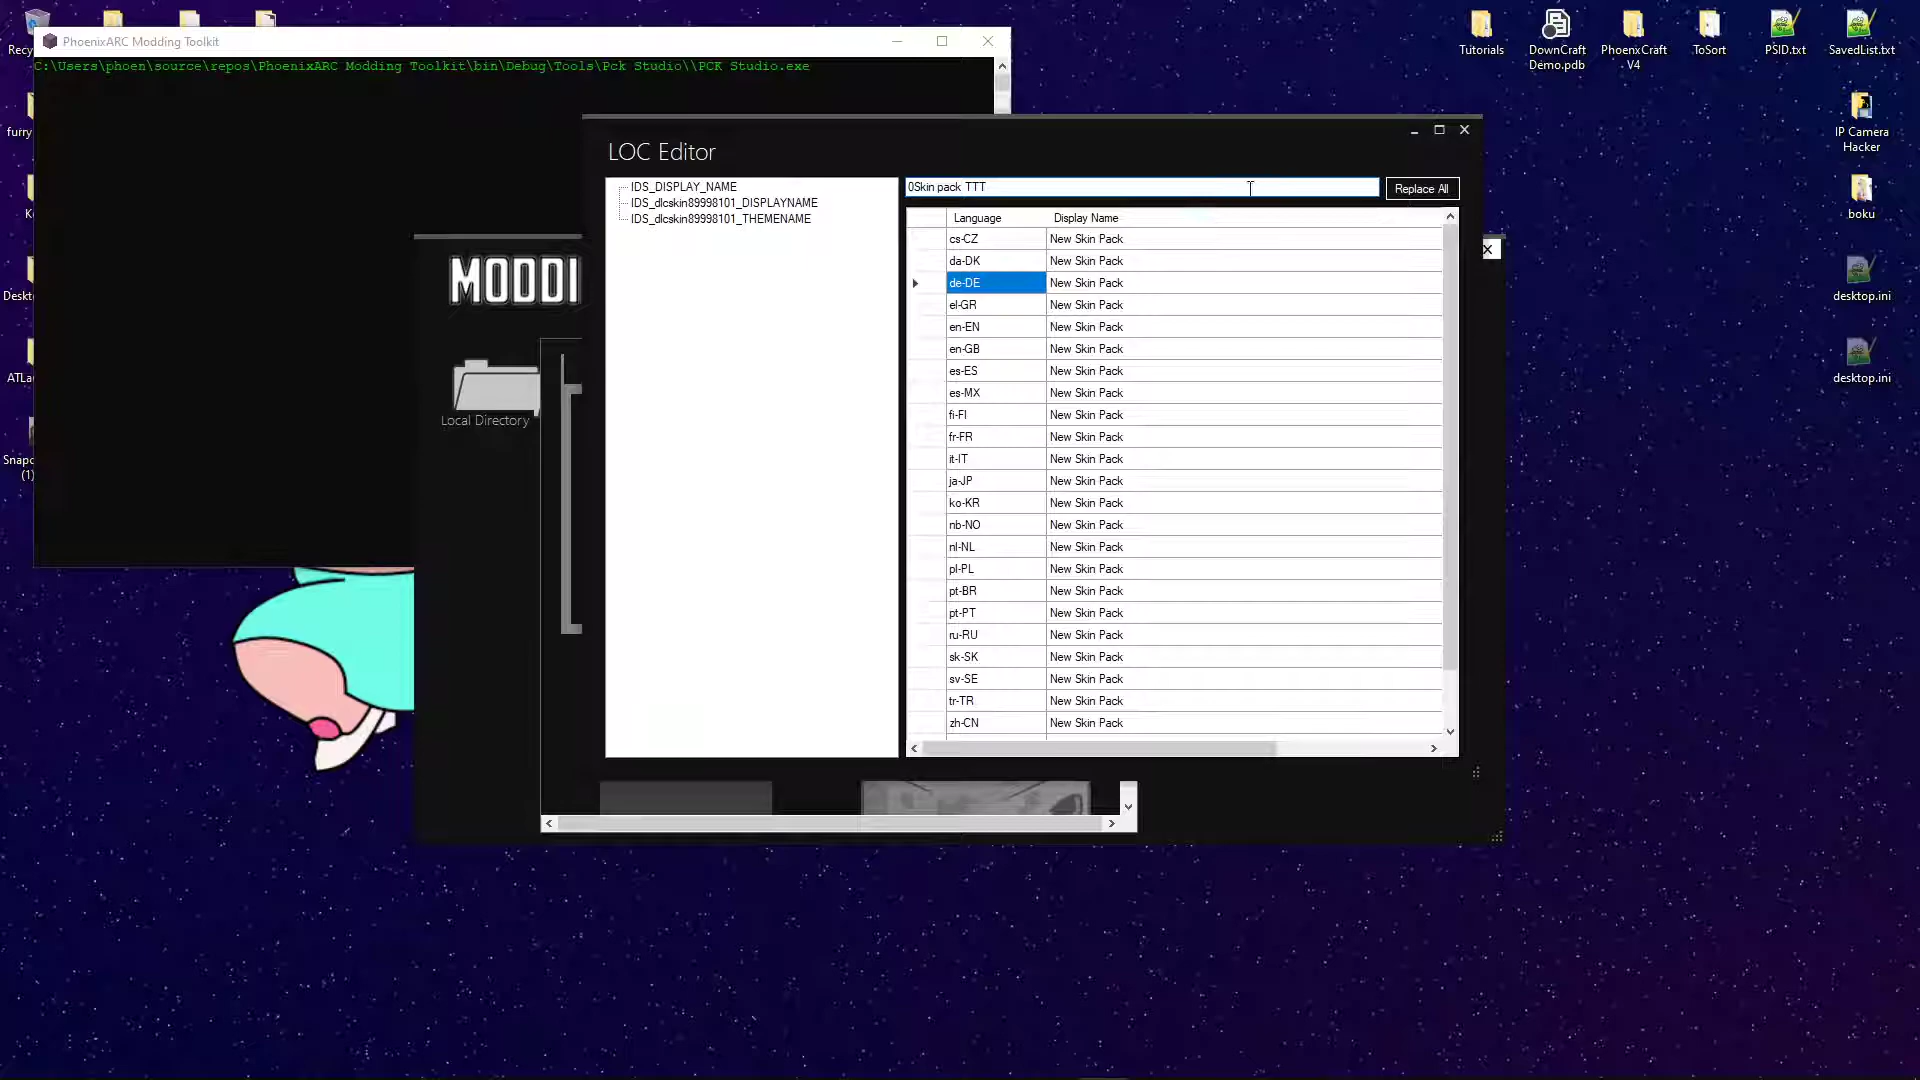 Tutorials
DownCraft
Demo.pdb
PhoenxCraft
V4
ToSort
PSID.txt
SavedList.txt
PhoenixARC Modding Toolkit
C:\Users\phoen\source\repos\PhoenixARC Modding Toolkit\bin\Debug\Tools\Pck Studio\\PCK Studio.exe
Recy
furry
Deskt
ATLa
Snap
(1)
IP Camera
Hacker
boku
desktop.ini
desktop.ini
MODDI
Local Directory
LOC Editor
IDS_DISPLAY_NAME
IDS_dlcskin89998101_DISPLAYNAME
IDS_dlcskin89998101_THEMENAME
0Skin pack TTT
Replace All
Language Display Name
cs-CZ New Skin Pack
da-DK New Skin Pack
de-DE New Skin Pack
el-GR New Skin Pack
en-EN New Skin Pack
en-GB New Skin Pack
es-ES New Skin Pack
es-MX New Skin Pack
fi-FI New Skin Pack
fr-FR New Skin Pack
it-IT New Skin Pack
ja-JP New Skin Pack
ko-KR New Skin Pack
nb-NO New Skin Pack
nl-NL New Skin Pack
pl-PL New Skin Pack
pt-BR New Skin Pack
pt-PT New Skin Pack
ru-RU New Skin Pack
sk-SK New Skin Pack
sv-SE New Skin Pack
tr-TR New Skin Pack
zh-CN New Skin Pack